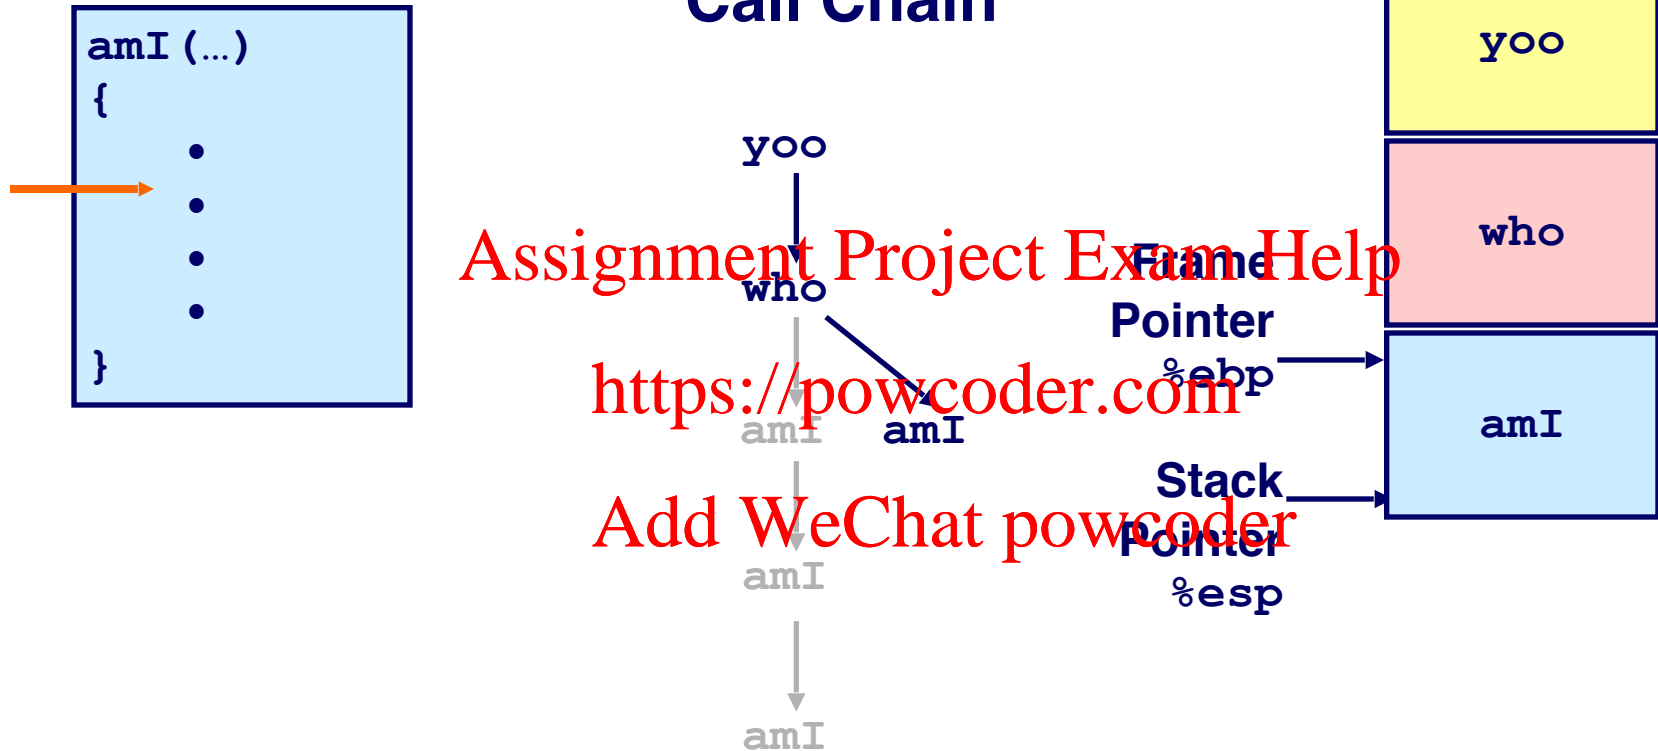 Call Chain
amI(…)
{
•
•
•
•
}
yoo
who
amI
amI
amI
amI
Frame
Pointer
%ebp
Stack
Pointer
%esp
yoo
who
amI
Assignment Project Exam Help
https://powcoder.com
Add WeChat powcoder